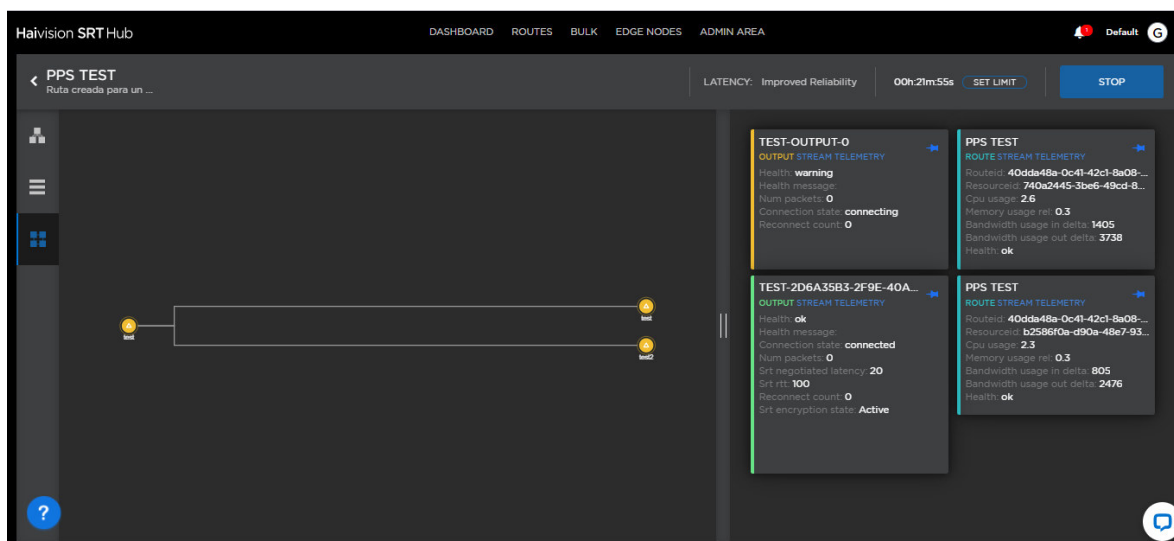 Haivision SRT Hub
DASHBOARD ROUTES BULK EDGE NODES ADMIN AREA
1
Default G
PPS TEST
Ruta creada para un ...
LATENCY: Improved Reliability
00h:21m:55s SET LIMIT
STOP
TEST-OUTPUT-0
OUTPUT STREAM TELEMETRY
Health: warning
Health message:
Num packets: 0
Connection state: connecting
Reconnect count: 0
PPS TEST
ROUTE STREAM TELEMETRY
Routeid: 40dda48a-0c41-42c1-8a08-...
Resourceid: 740a2445-3be6-49cd-8...
Cpu usage: 2.6
Memory usage rel: 0.3
Bandwidth usage in delta: 1405
Bandwidth usage out delta: 3738
Health: ok
TEST-2D6A35B3-2F9E-40A...
OUTPUT STREAM TELEMETRY
Health: ok
Health message:
Connection state: connected
Num packets: 0
Srt negotiated latency: 20
Srt rtt: 100
Reconnect count: 0
Srt encryption state: Active
PPS TEST
ROUTE STREAM TELEMETRY
Routeid: 40dda48a-0c41-42c1-8a08-...
Resourceid: b2586f0a-d90a-48e7-93...
Cpu usage: 2.3
Memory usage rel: 0.3
Bandwidth usage in delta: 805
Bandwidth usage out delta: 2476
Health: ok
test
test
test2
?